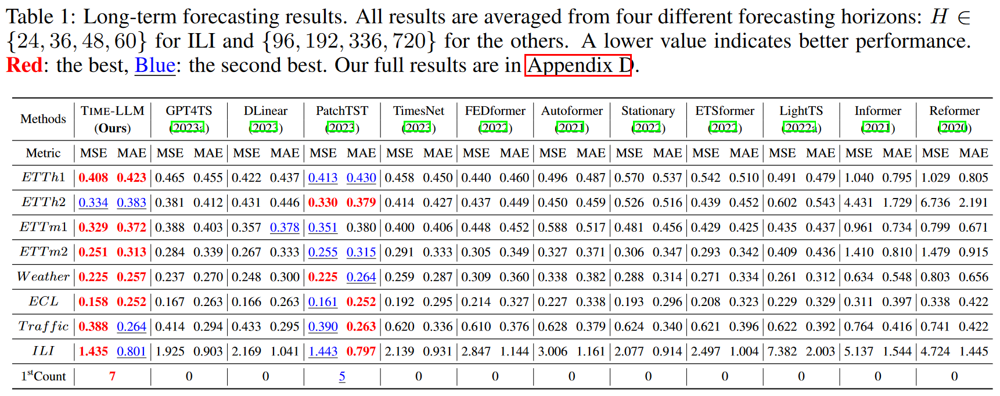 Table 1: Long-term forecasting results. All results are averaged from four different forecasting horizons: H ∈
{24, 36, 48, 60} for ILI and {96, 192, 336, 720} for the others. A lower value indicates better performance.
Red: the best, Blue: the second best. Our full results are in Appendix D.
Methods TIME-LLM GPT4TS DLinear PatchTST TimesNet FEDformer Autoformer Stationary ETSformer LightTS Informer Reformer
(Ours) (2023a) (2023) (2023) (2023) (2022) (2021) (2022) (2022) (2022a) (2021) (2020)
Metric MSE MAE MSE MAE MSE MAE MSE MAE MSE MAE MSE MAE MSE MAE MSE MAE MSE MAE MSE MAE MSE MAE MSE MAE
ETTh1 0.408 0.423 0.465 0.455 0.422 0.437 0.413 0.430 0.458 0.450 0.440 0.460 0.496 0.487 0.570 0.537 0.542 0.510 0.491 0.479 1.040 0.795 1.029 0.805
ETTh2 0.334 0.383 0.381 0.412 0.431 0.446 0.330 0.379 0.414 0.427 0.437 0.449 0.450 0.459 0.526 0.516 0.439 0.452 0.602 0.543 4.431 1.729 6.736 2.191
ETTm1 0.329 0.372 0.388 0.403 0.357 0.378 0.351 0.380 0.400 0.406 0.448 0.452 0.588 0.517 0.481 0.456 0.429 0.425 0.435 0.437 0.961 0.734 0.799 0.671
ETTm2 0.251 0.313 0.284 0.339 0.267 0.333 0.255 0.315 0.291 0.333 0.305 0.349 0.327 0.371 0.306 0.347 0.293 0.342 0.409 0.436 1.410 0.810 1.479 0.915
Weather 0.225 0.257 0.237 0.270 0.248 0.300 0.225 0.264 0.259 0.287 0.309 0.360 0.338 0.382 0.288 0.314 0.271 0.334 0.261 0.312 0.634 0.548 0.803 0.656
ECL 0.158 0.252 0.167 0.263 0.166 0.263 0.161 0.252 0.192 0.295 0.214 0.327 0.227 0.338 0.193 0.296 0.208 0.323 0.229 0.329 0.311 0.397 0.338 0.422
Traffic 0.388 0.264 0.414 0.294 0.433 0.295 0.390 0.263 0.620 0.336 0.610 0.376 0.628 0.379 0.624 0.340 0.621 0.396 0.622 0.392 0.764 0.416 0.741 0.422
ILI 1.435 0.801 1.925 0.903 2.169 1.041 1.443 0.797 2.139 0.931 2.847 1.144 3.006 1.161 2.077 0.914 2.497 1.004 7.382 2.003 5.137 1.544 4.724 1.445
1stCount 7 0 0 5 0 0 0 0 0 0 0 0